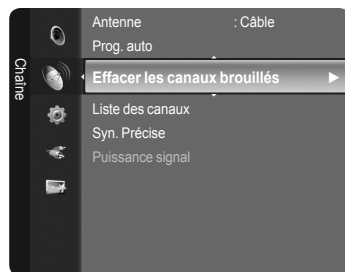 Chaîne
Antenne : Câble
Prog. auto
Effacer les canaux brouillés
Liste des canaux
Syn. Précise
Puissance signal